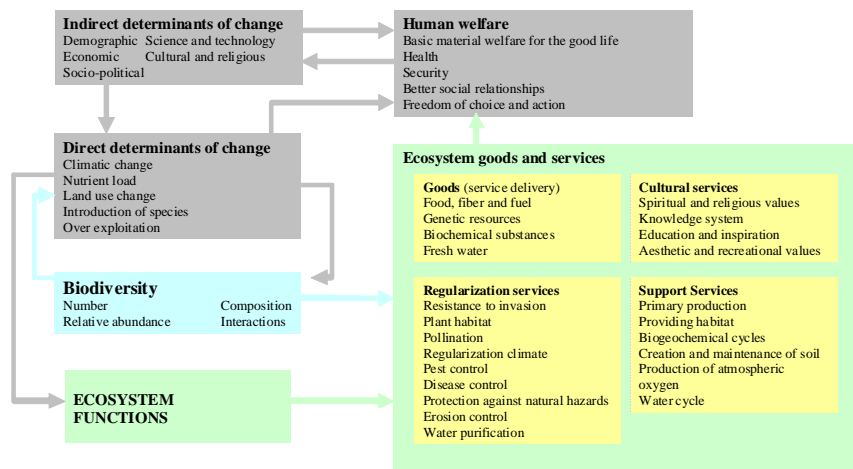 Indirect determinants of change
Demographic Science and technology
Economic Cultural and religious
Socio-political
Human welfare
Basic material welfare for the good life
Health
Security
Better social relationships
Freedom of choice and action
Direct determinants of change
Climatic change
Nutrient load
Land use change
Introduction of species
Over exploitation
Biodiversity
Number Composition
Relative abundance Interactions
ECOSYSTEM
FUNCTIONS
Ecosystem goods and services
Goods (service delivery)
Food, fiber and fuel
Genetic resources
Biochemical substances
Fresh water
Cultural services
Spiritual and religious values
Knowledge system
Education and inspiration
Aesthetic and recreational values
Regularization services
Resistance to invasion
Plant habitat
Pollination
Regularization climate
Pest control
Disease control
Protection against natural hazards
Erosion control
Water purification
Support Services
Primary production
Providing habitat
Biogeochemical cycles
Creation and maintenance of soil
Production of atmospheric
oxygen
Water cycle